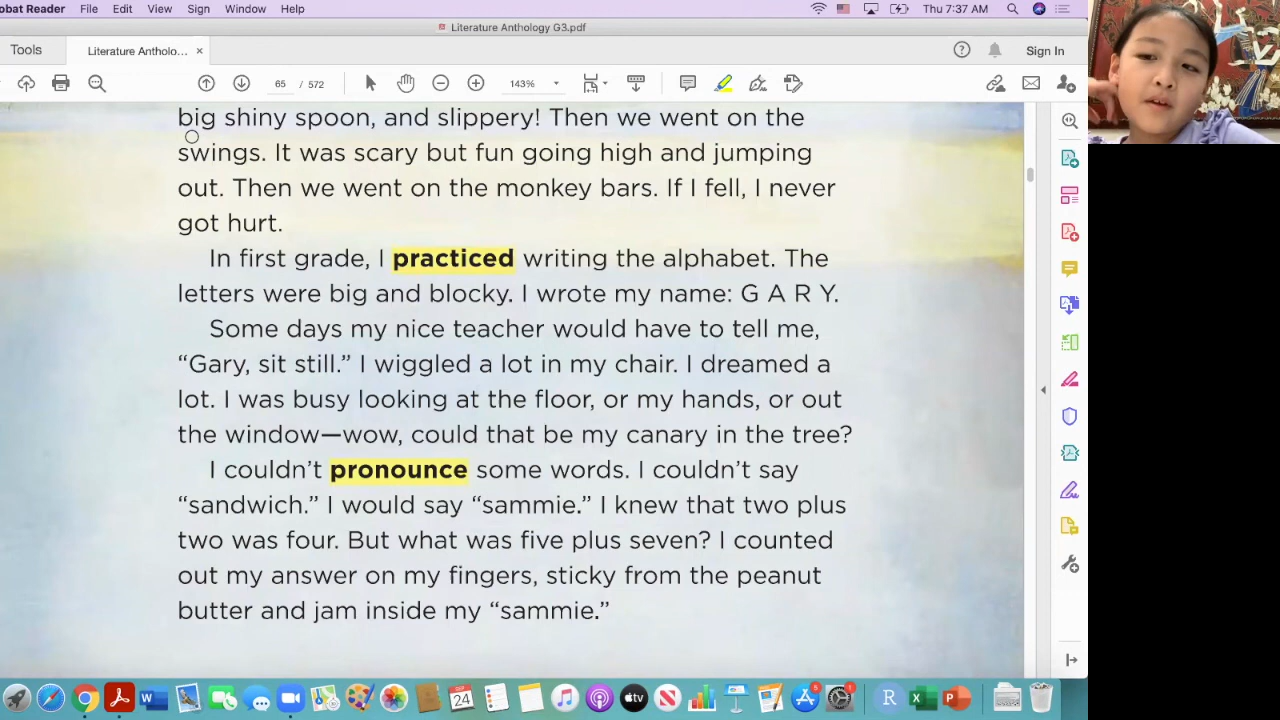 obat Reader File Edit View Sign Window Help Thu 7:37 AM
Literature Anthology G3.pdf
Tools Literature Antholo... × Sign In
65 / 572 143%
big shiny spoon, and slippery! Then we went on the
swings. It was scary but fun going high and jumping
out. Then we went on the monkey bars. If I fell, I never
got hurt.
In first grade, I practiced writing the alphabet. The
letters were big and blocky. I wrote my name: G A R Y.
Some days my nice teacher would have to tell me,
“Gary, sit still.” I wiggled a lot in my chair. I dreamed a
lot. I was busy looking at the floor, or my hands, or out
the window—wow, could that be my canary in the tree?
I couldn’t pronounce some words. I couldn’t say
“sandwich.” I would say “sammie.” I knew that two plus
two was four. But what was five plus seven? I counted
out my answer on my fingers, sticky from the peanut
butter and jam inside my “sammie.”
W 24 tv N A 5 1 R X P